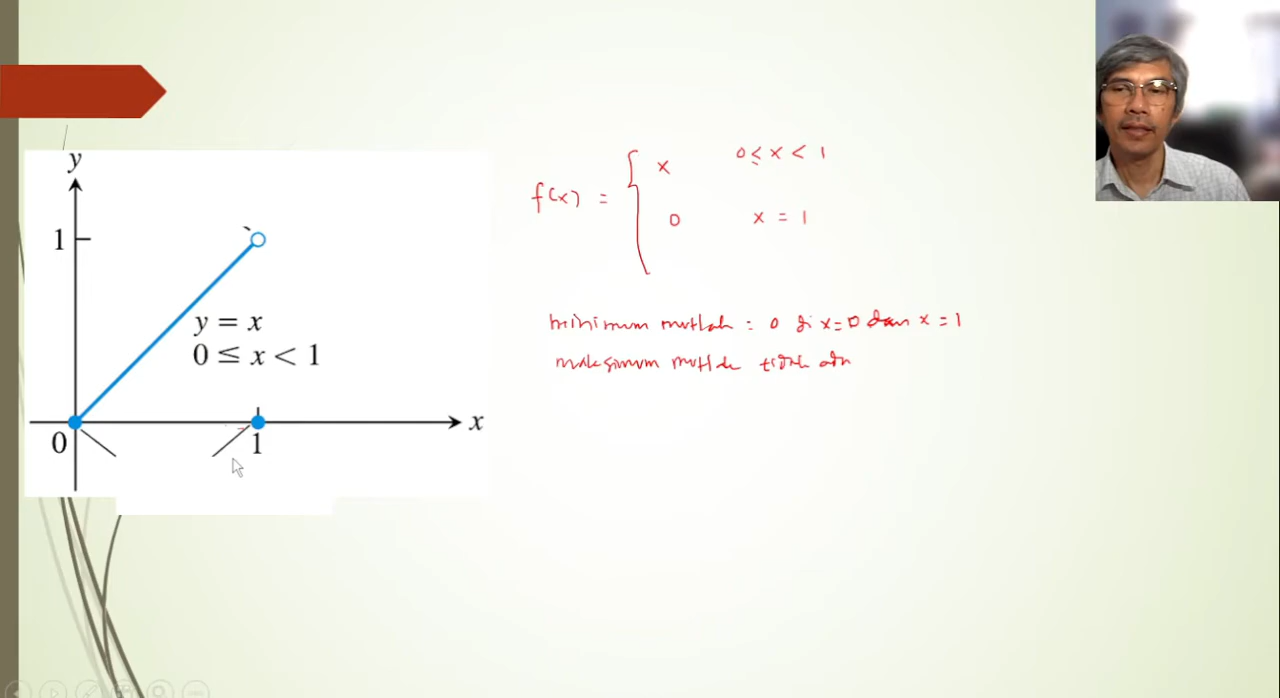 y
1
y = x
0 ≤ x < 1
x
0
1
f(x) = { x 0 ≤ x < 1
0 x = 1
minimum mutlak = 0 di x=0 dan x = 1
maksimum mutlak tidak